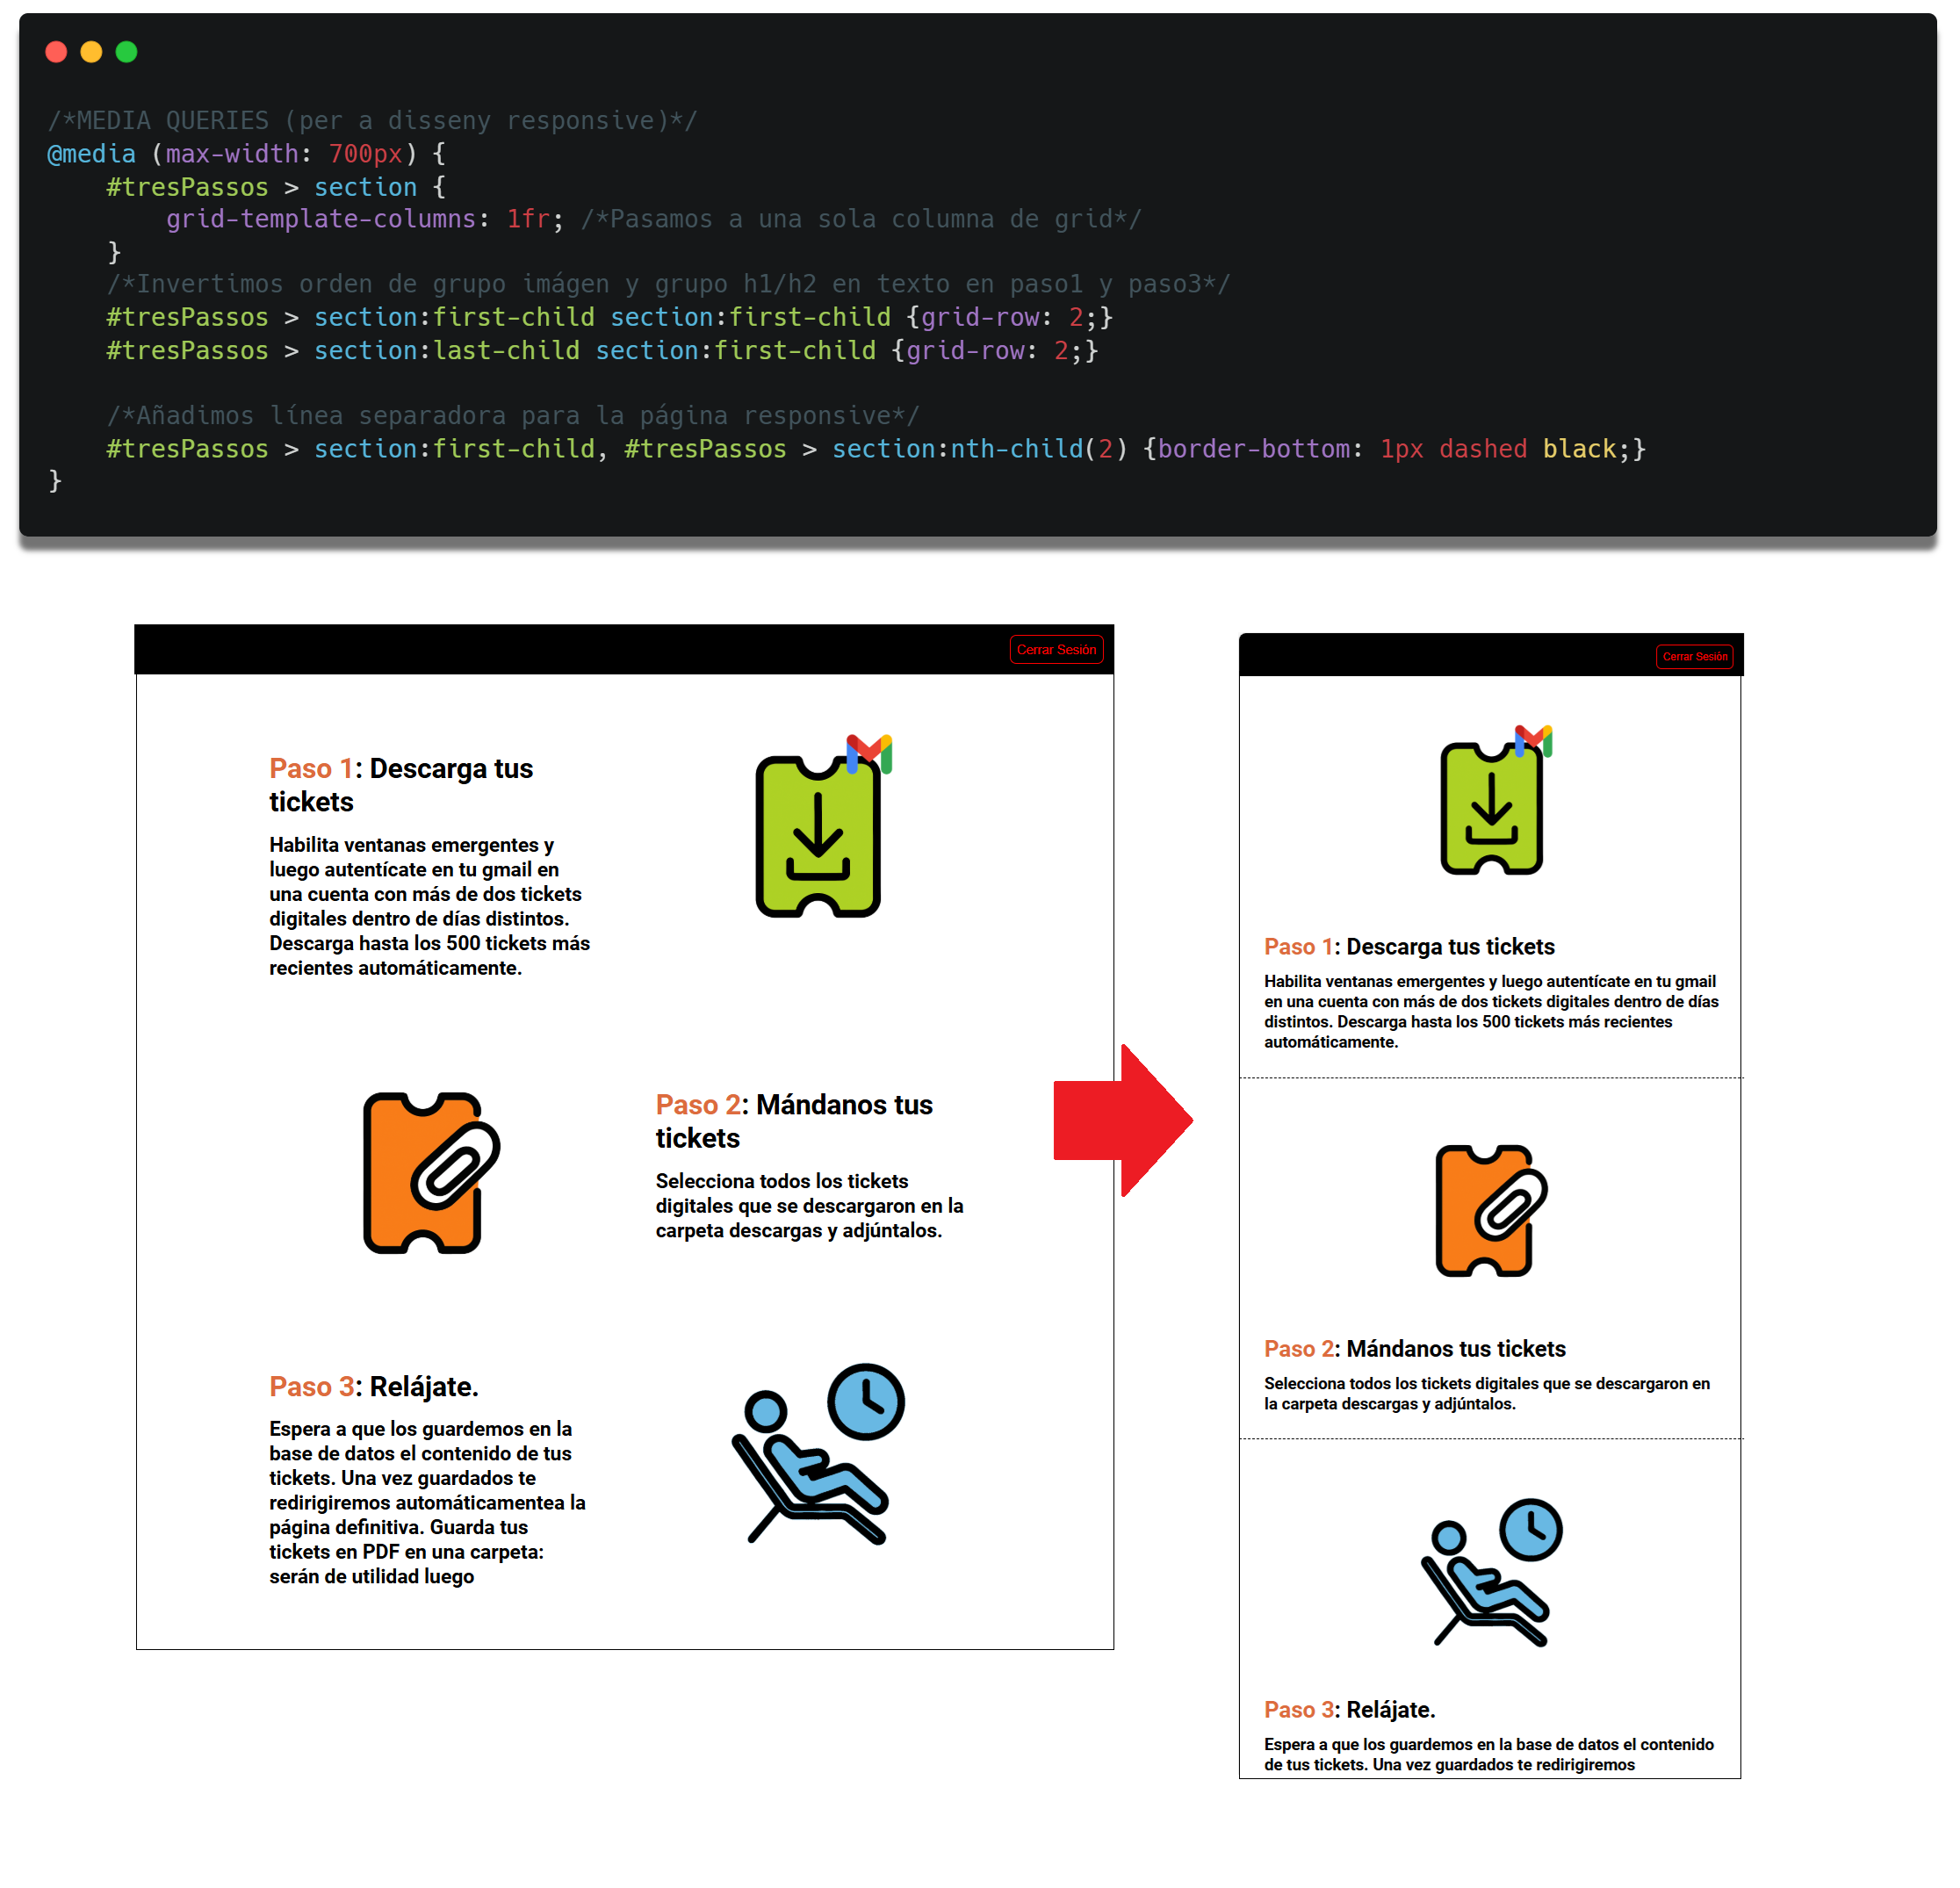 /*MEDIA QUERIES (per a disseny responsive)*/
@media (max-width: 700px) {
    #tresPassos > section {
        grid-template-columns: 1fr; /*Pasamos a una sola columna de grid*/
    }
    /*Invertimos orden de grupo imágen y grupo h1/h2 en texto en paso1 y paso3*/
    #tresPassos > section:first-child section:first-child {grid-row: 2;}
    #tresPassos > section:last-child section:first-child {grid-row: 2;}
    /*Añadimos línea separadora para la página responsive*/
    #tresPassos > section:first-child, #tresPassos > section:nth-child(2) {border-bottom: 1px dashed black;}
}
Cerrar Sesión
Paso 1: Descarga tus
tickets
Habilita ventanas emergentes y
luego autentícate en tu gmail en
una cuenta con más de dos tickets
digitales dentro de días distintos.
Descarga hasta los 500 tickets más
recientes automáticamente.
Paso 2: Mándanos tus
tickets
Selecciona todos los tickets
digitales que se descargaron en la
carpeta descargas y adjúntalos.
Paso 3: Relájate.
Espera a que los guardemos en la
base de datos el contenido de tus
tickets. Una vez guardados te
redirigiremos automáticamentea la
página definitiva. Guarda tus
tickets en PDF en una carpeta:
serán de utilidad luego
Cerrar Sesión
Paso 1: Descarga tus tickets
Habilita ventanas emergentes y luego autentícate en tu gmail
en una cuenta con más de dos tickets digitales dentro de días
distintos. Descarga hasta los 500 tickets más recientes
automáticamente.
Paso 2: Mándanos tus tickets
Selecciona todos los tickets digitales que se descargaron en
la carpeta descargas y adjúntalos.
Paso 3: Relájate.
Espera a que los guardemos en la base de datos el contenido
de tus tickets. Una vez guardados te redirigiremos